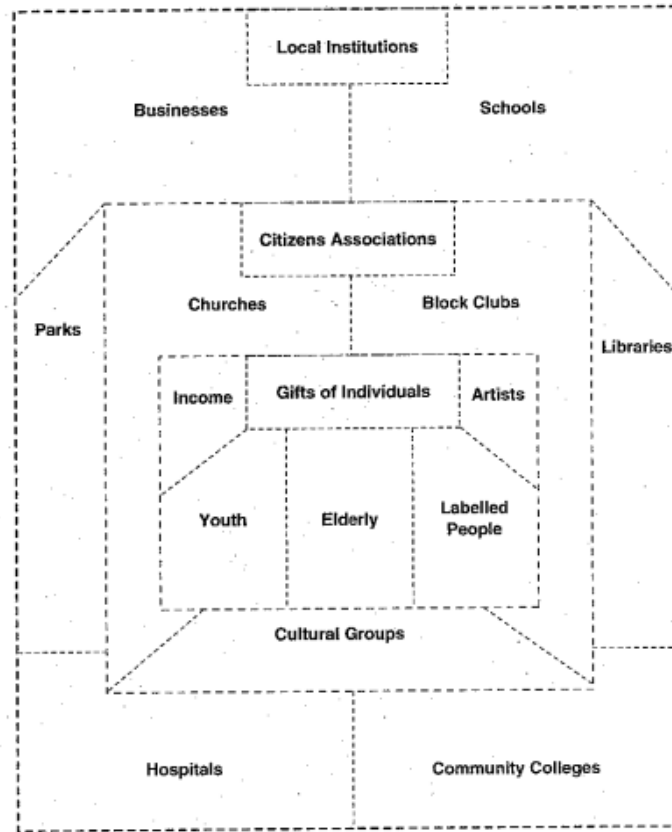 Local Institutions
Businesses
Schools
Citizens Associations
Churches
Block Clubs
Parks
Libraries
Income
Gifts of Individuals
Artists
Youth
Elderly
Labelled
People
Cultural Groups
Hospitals
Community Colleges